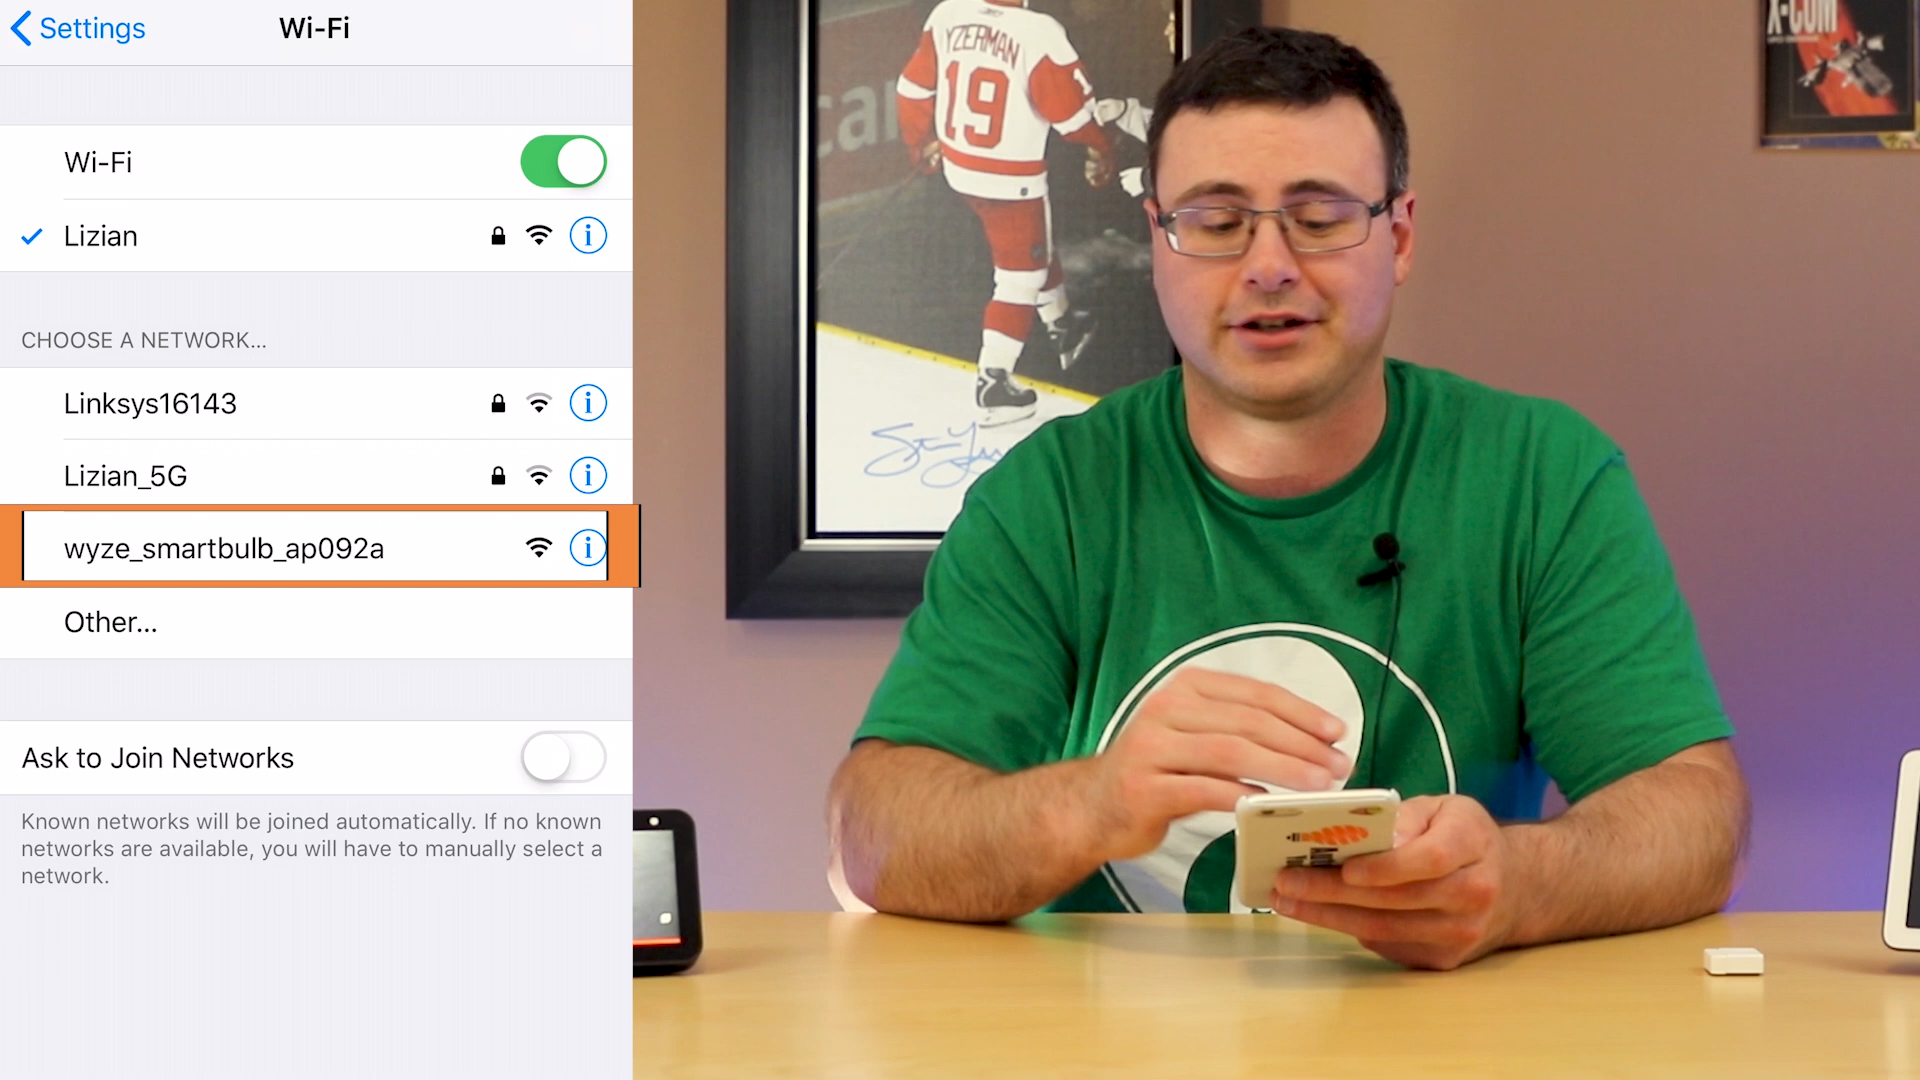 Settings
Wi-Fi
Wi-Fi
Lizian
CHOOSE A NETWORK...
Linksys16143
Lizian_5G
wyze_smartbulb_ap092a
Other...
Ask to Join Networks
Known networks will be joined automatically. If no known
networks are available, you will have to manually select a
network.
YZERMAN
19
X-COM